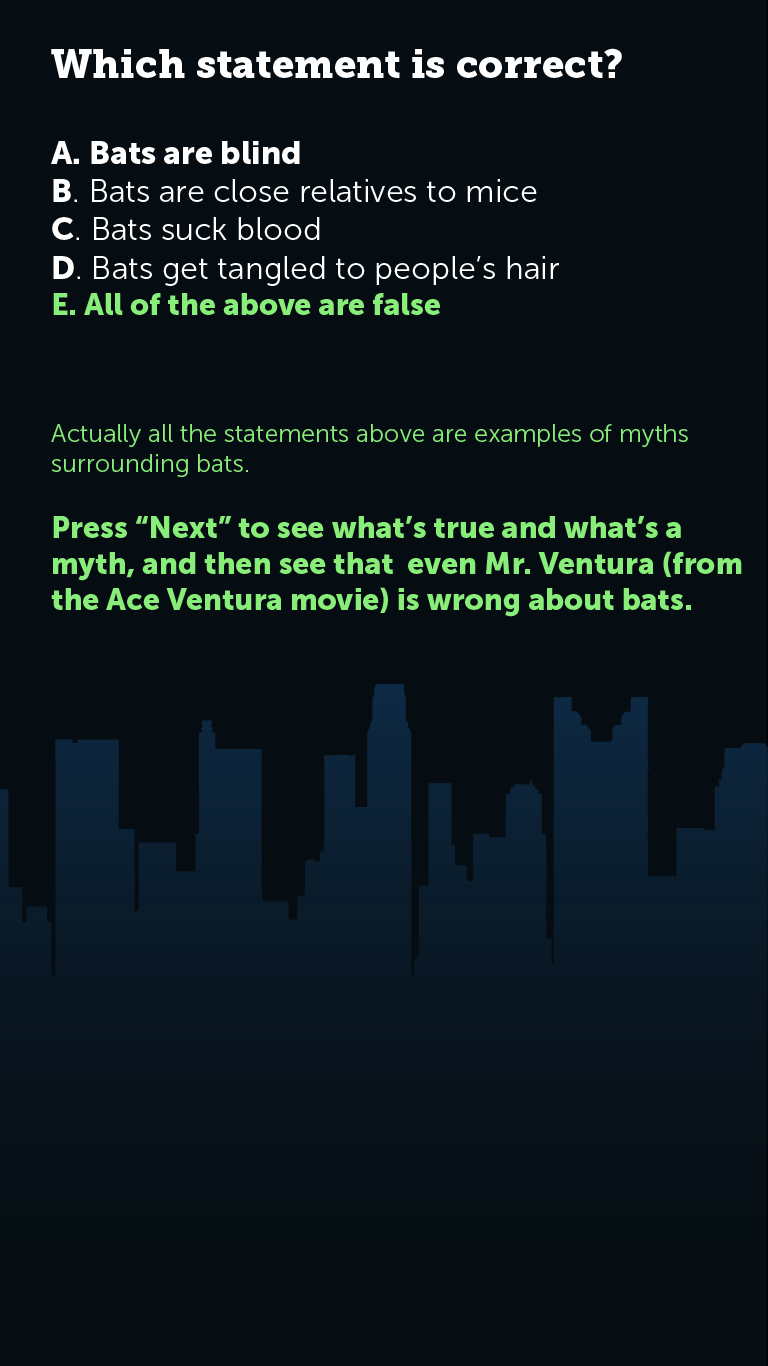 Which statement is correct?
A. Bats are blind
B. Bats are close relatives to mice
C. Bats suck blood
D. Bats get tangled to people’s hair
E. All of the above are false
Actually all the statements above are examples of myths
surrounding bats.
Press “Next” to see what’s true and what’s a
myth, and then see that  even Mr. Ventura (from
the Ace Ventura movie) is wrong about bats.